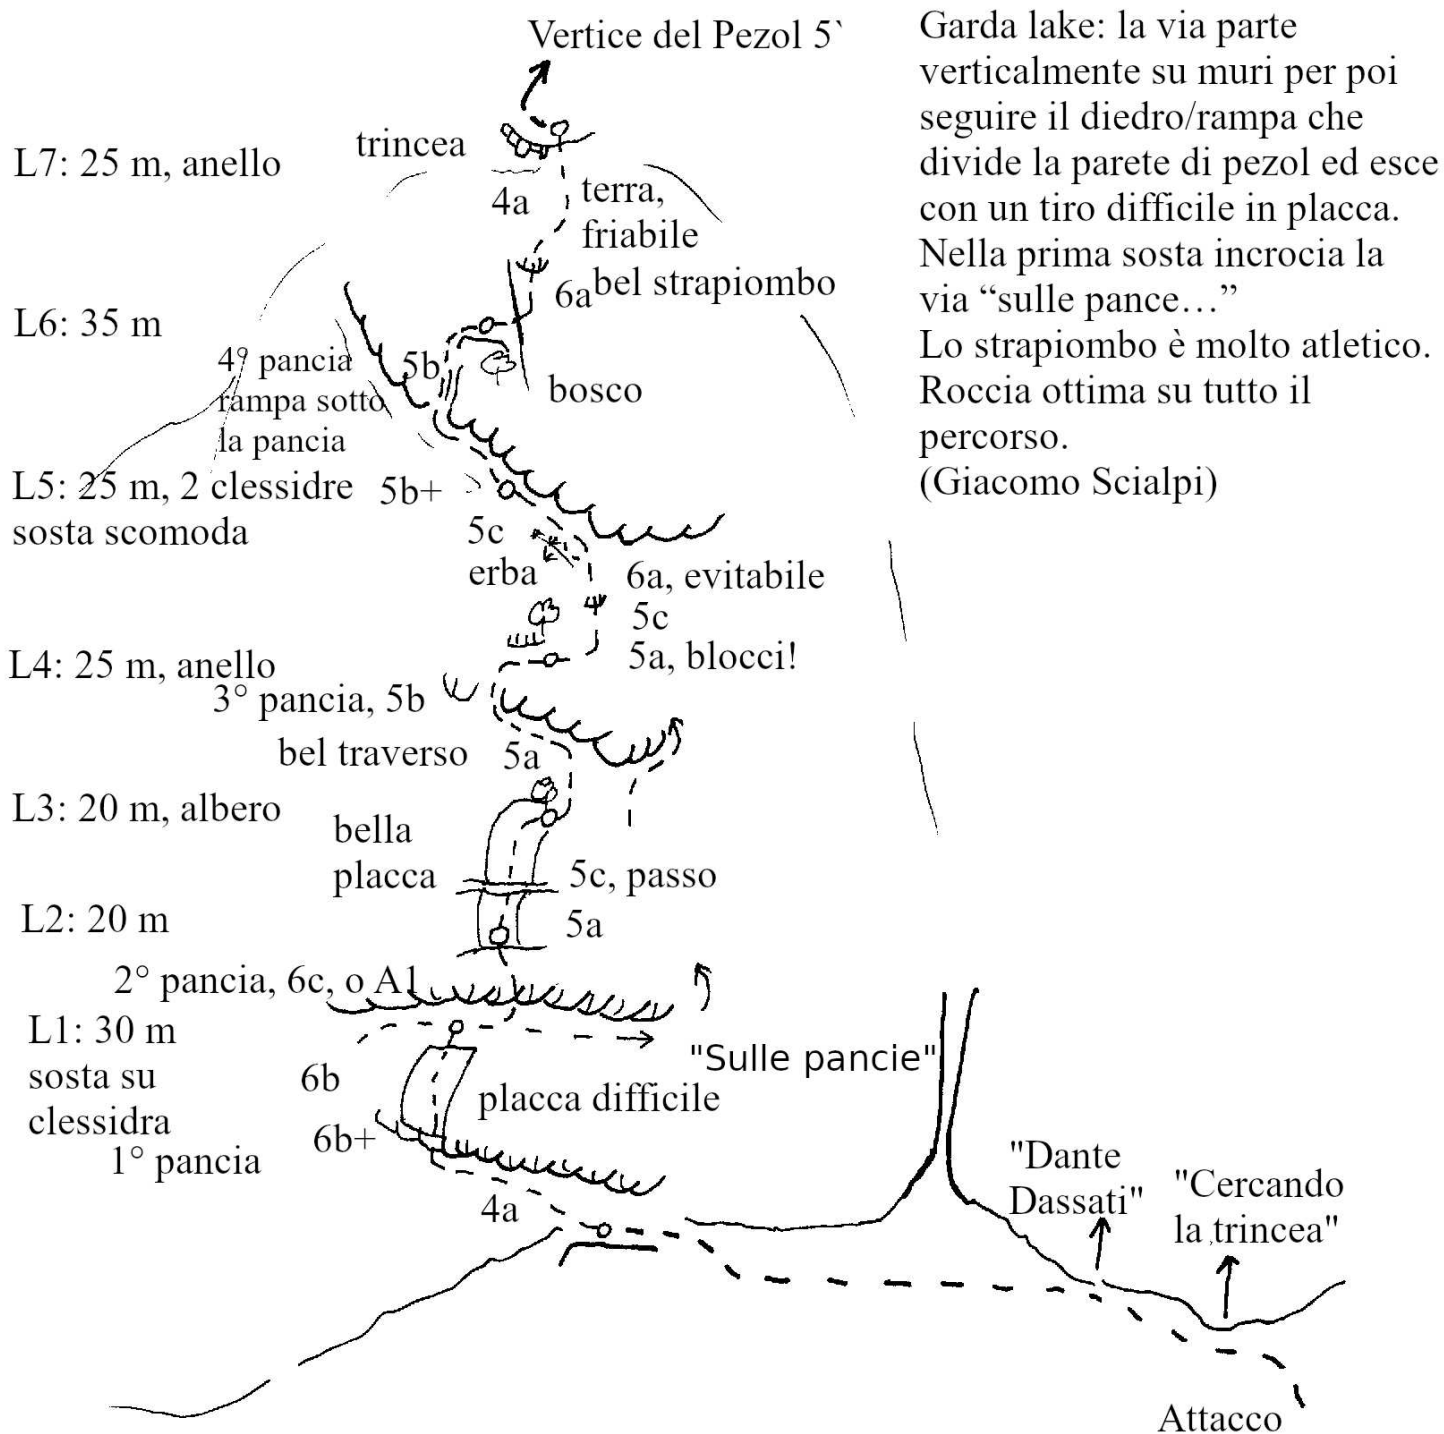 Vertice del Pezol 5`
Garda lake: la via parte
verticalmente su muri per poi
seguire il diedro/rampa che
divide la parete di pezol ed esce
con un tiro difficile in placca.
Nella prima sosta incrocia la
via “sulle pance…”
Lo strapiombo è molto atletico.
Roccia ottima su tutto il
percorso.
(Giacomo Scialpi)
trincea
L7: 25 m, anello
4a
terra,
friabile
6a
bel strapiombo
L6: 35 m
4° pancia
rampa sotto
la pancia
5b
bosco
L5: 25 m, 2 clessidre
sosta scomoda
5b+
5c
erba
6a, evitabile
5c
5a, blocci!
L4: 25 m, anello
3° pancia, 5b
bel traverso
5a
L3: 20 m, albero
bella
placca
5c, passo
5a
L2: 20 m
2° pancia, 6c, o A1
L1: 30 m
sosta su
clessidra
"Sulle pancie"
6b
placca difficile
6b+
1° pancia
4a
"Dante
Dassati"
"Cercando
la trincea"
Attacco